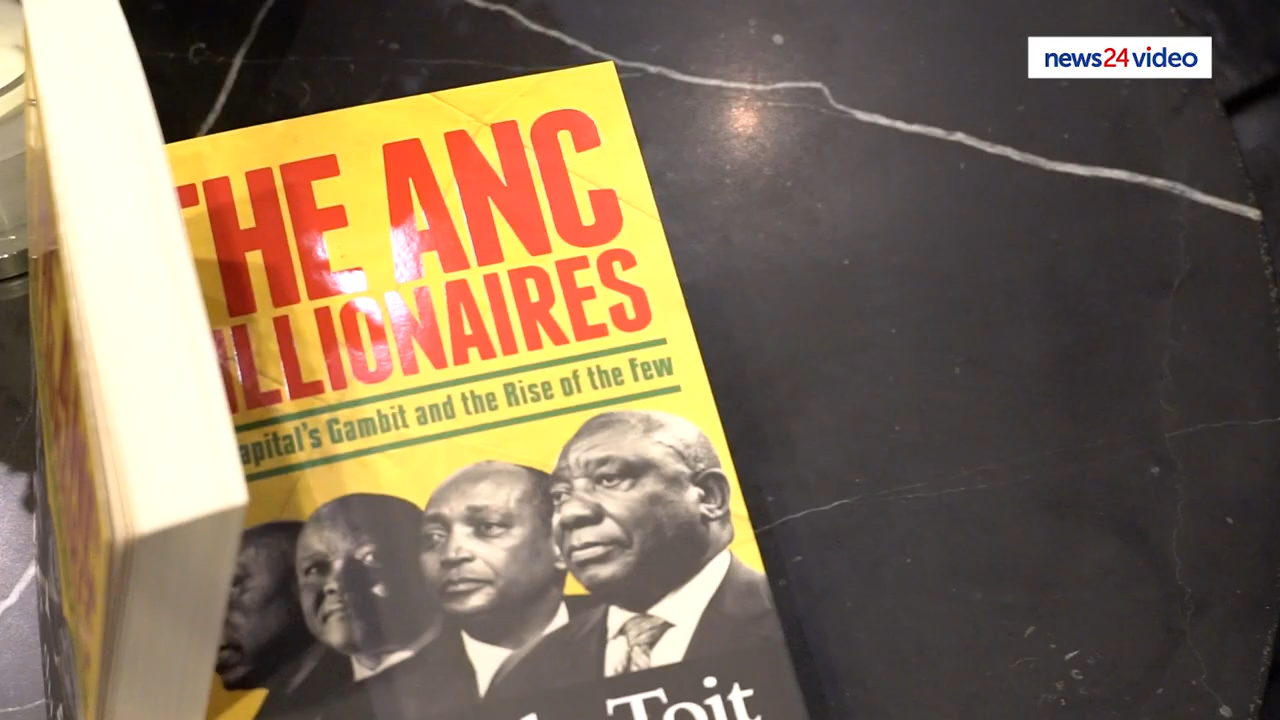 news24video
THE ANC
ILLIONAIRES
apital's Gambit and the Rise of the Few
Toit